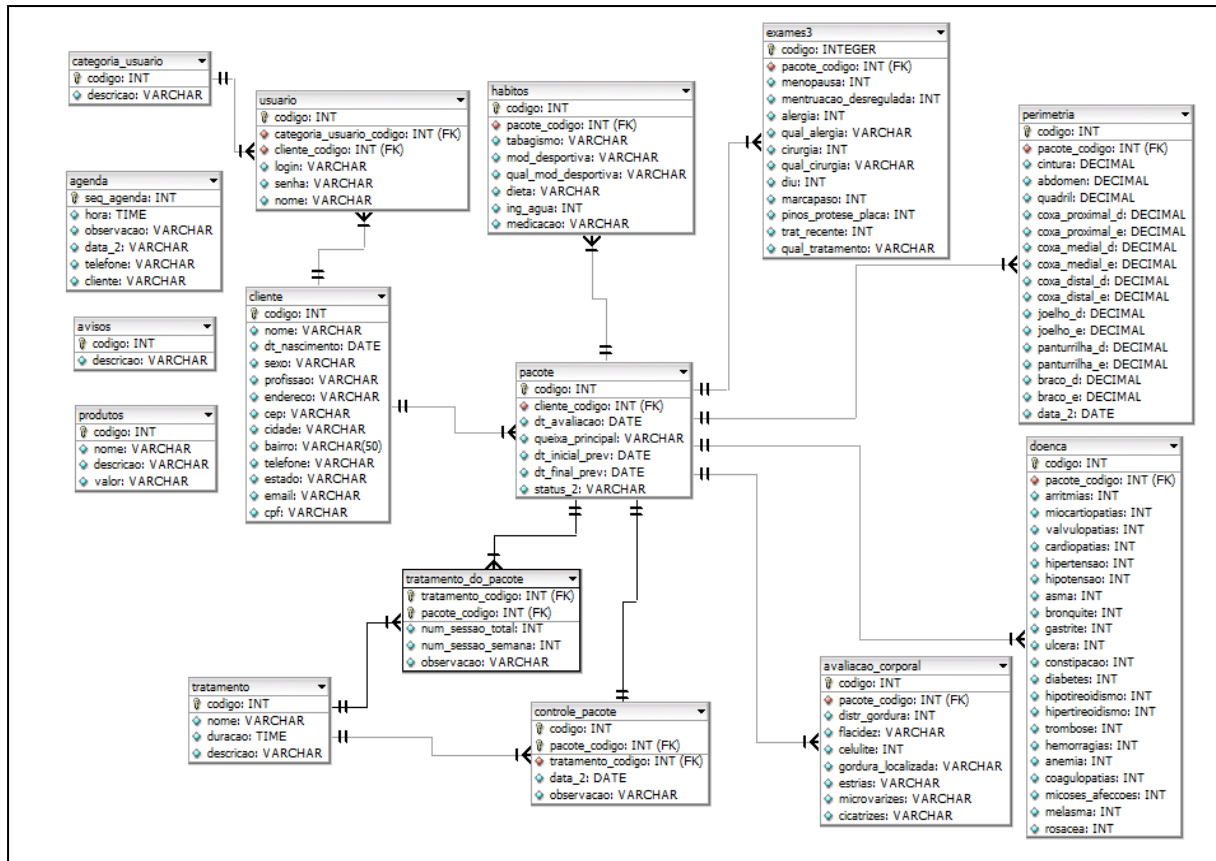 categoria_usuario
codigo: INT
descricao: VARCHAR
usuario
codigo: INT
categoria_usuario_codigo: INT (FK)
cliente_codigo: INT (FK)
login: VARCHAR
senha: VARCHAR
nome: VARCHAR
habitos
codigo: INT
pacote_codigo: INT (FK)
tabagismo: INT
mod_desportiva: VARCHAR
qual_mod_desportiva: VARCHAR
dieta: VARCHAR
ing_agua: INT
medicacao: VARCHAR
exames3
codigo: INTEGER
pacote_codigo: INT (FK)
menopausa: INT
mentruacao_desregulada: INT
alergia: INT
qual_alergia: VARCHAR
cirurgia: INT
qual_cirurgia: VARCHAR
diu: INT
marcapaso: INT
pinos_protese_placa: INT
trat_recente: INT
qual_tratamento: VARCHAR
perimetria
codigo: INT
pacote_codigo: INT (FK)
cintura: DECIMAL
abdomen: DECIMAL
quadril: DECIMAL
coxa_proximal_d: DECIMAL
coxa_proximal_e: DECIMAL
coxa_medial_d: DECIMAL
coxa_medial_e: DECIMAL
coxa_distal_d: DECIMAL
coxa_distal_e: DECIMAL
joelho_d: DECIMAL
joelho_e: DECIMAL
panturrilha_d: DECIMAL
panturrilha_e: DECIMAL
braco_d: DECIMAL
braco_e: DECIMAL
data_2: DATE
agenda
seq_agenda: INT
hora: TIME
observacao: VARCHAR
data_2: VARCHAR
telefone: VARCHAR
cliente: VARCHAR
avisos
codigo: INT
descricao: VARCHAR
produtos
codigo: INT
nome: VARCHAR
descricao: VARCHAR
valor: VARCHAR
cliente
codigo: INT
nome: VARCHAR
dt_nascimento: DATE
sexo: VARCHAR
profissao: VARCHAR
endereco: VARCHAR
cep: VARCHAR
cidade: VARCHAR
bairro: VARCHAR(50)
telefone: VARCHAR
estado: VARCHAR
email: VARCHAR
cpf: VARCHAR
pacote
codigo: INT
cliente_codigo: INT (FK)
dt_avaliacao: DATE
queixa_principal: VARCHAR
dt_inicial_prev: DATE
dt_final_prev: DATE
status_2: VARCHAR
doenca
codigo: INT
pacote_codigo: INT (FK)
arritmias: INT
miocartiopatias: INT
valvulopatias: INT
cardiopatias: INT
hipertensao: INT
hipotensao: INT
asma: INT
bronquite: INT
gastrite: INT
ulcera: INT
constipacao: INT
diabetes: INT
hipotireoidismo: INT
hipertireoidismo: INT
trombose: INT
hemorragias: INT
anemia: INT
coagulopatias: INT
micoses_afeccoes: INT
melasma: INT
rosacea: INT
tratamento_do_pacote
tratamento_codigo: INT (FK)
pacote_codigo: INT (FK)
num_sessao_total: INT
num_sessao_semana: INT
observacao: VARCHAR
tratamento
codigo: INT
nome: VARCHAR
duracao: TIME
descricao: VARCHAR
controle_pacote
codigo: INT
pacote_codigo: INT (FK)
tratamento_codigo: INT (FK)
data_2: DATE
observacao: VARCHAR
avaliacao_corporal
codigo: INT
pacote_codigo: INT (FK)
distr_gordura: INT
flacidez: VARCHAR
celulite: INT
gordura_localizada: VARCHAR
estrias: VARCHAR
microvarizes: VARCHAR
cicatrizes: VARCHAR